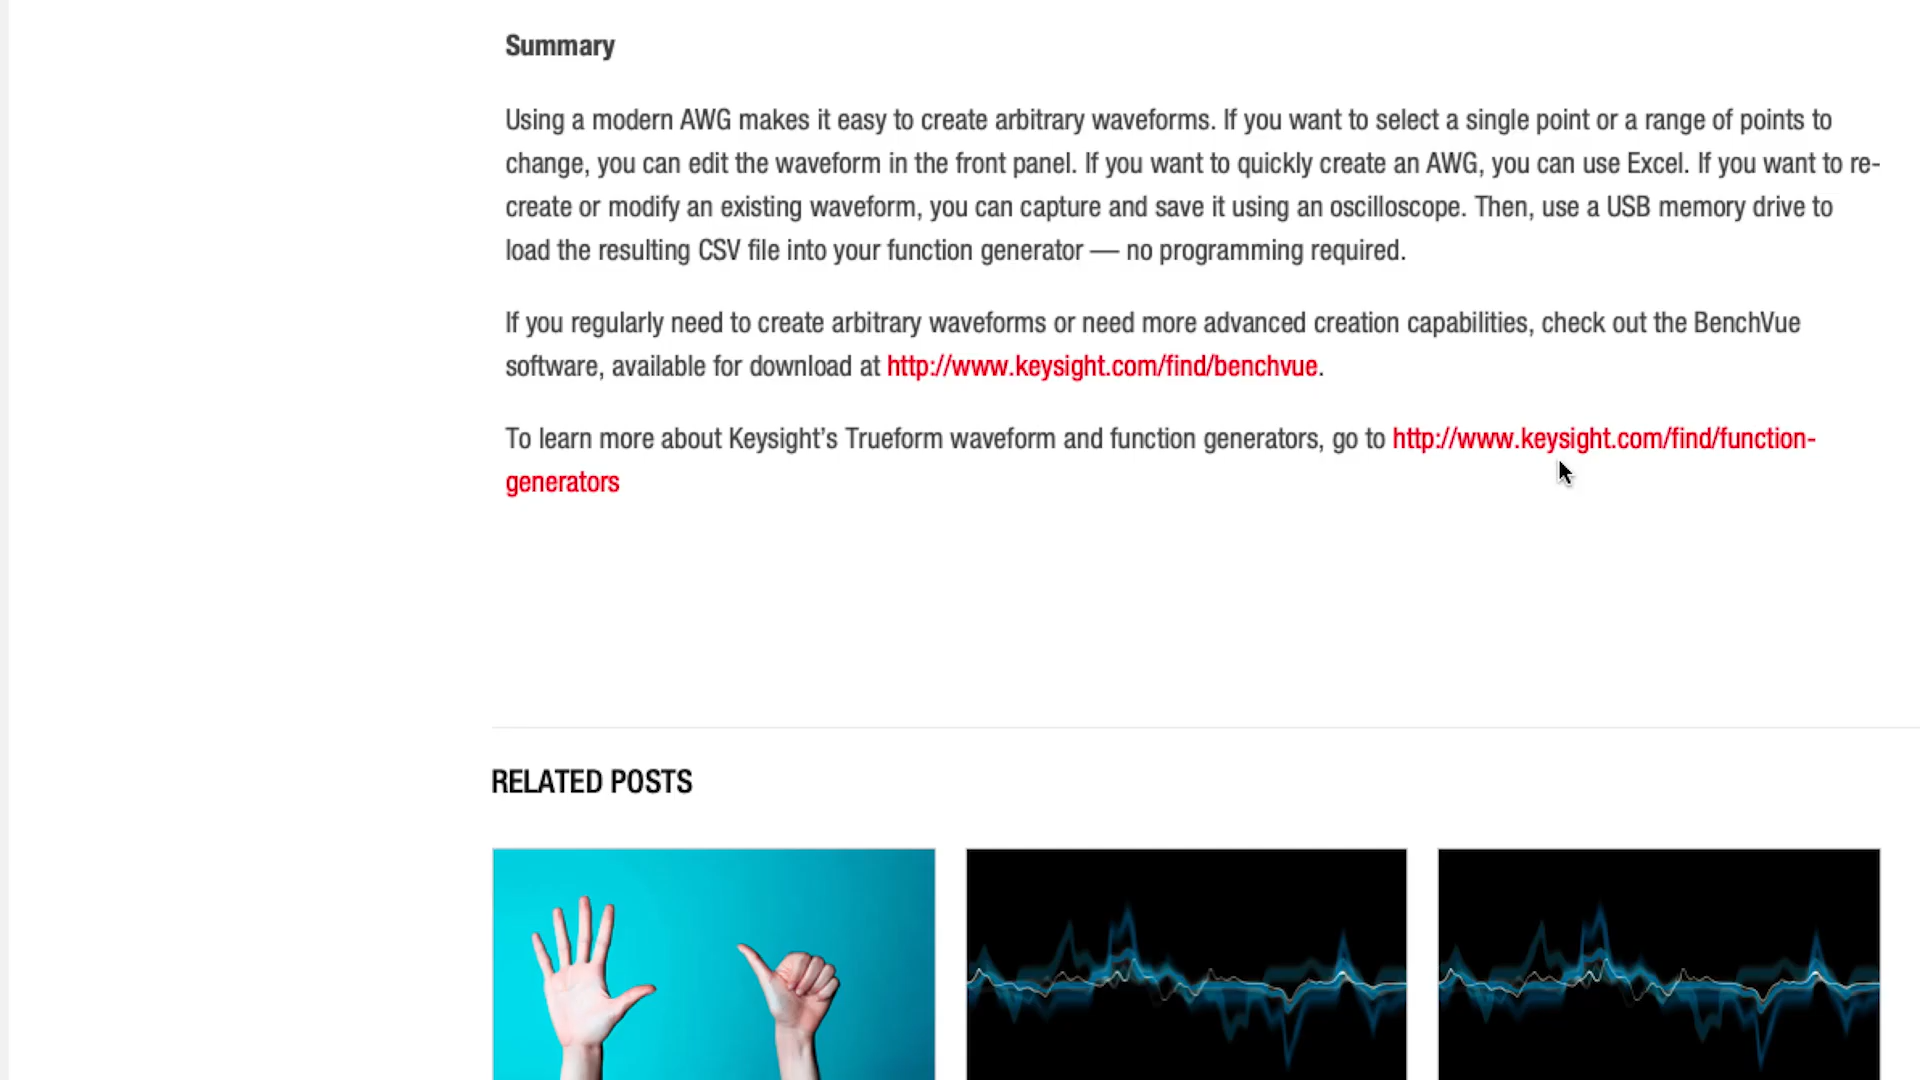 Summary
Using a modern AWG makes it easy to create arbitrary waveforms. If you want to select a single point or a range of points to
change, you can edit the waveform in the front panel. If you want to quickly create an AWG, you can use Excel. If you want to re-
create or modify an existing waveform, you can capture and save it using an oscilloscope. Then, use a USB memory drive to
load the resulting CSV file into your function generator — no programming required.
If you regularly need to create arbitrary waveforms or need more advanced creation capabilities, check out the BenchVue
software, available for download at http://www.keysight.com/find/benchvue.
To learn more about Keysight’s Trueform waveform and function generators, go to http://www.keysight.com/find/function-
generators
RELATED POSTS